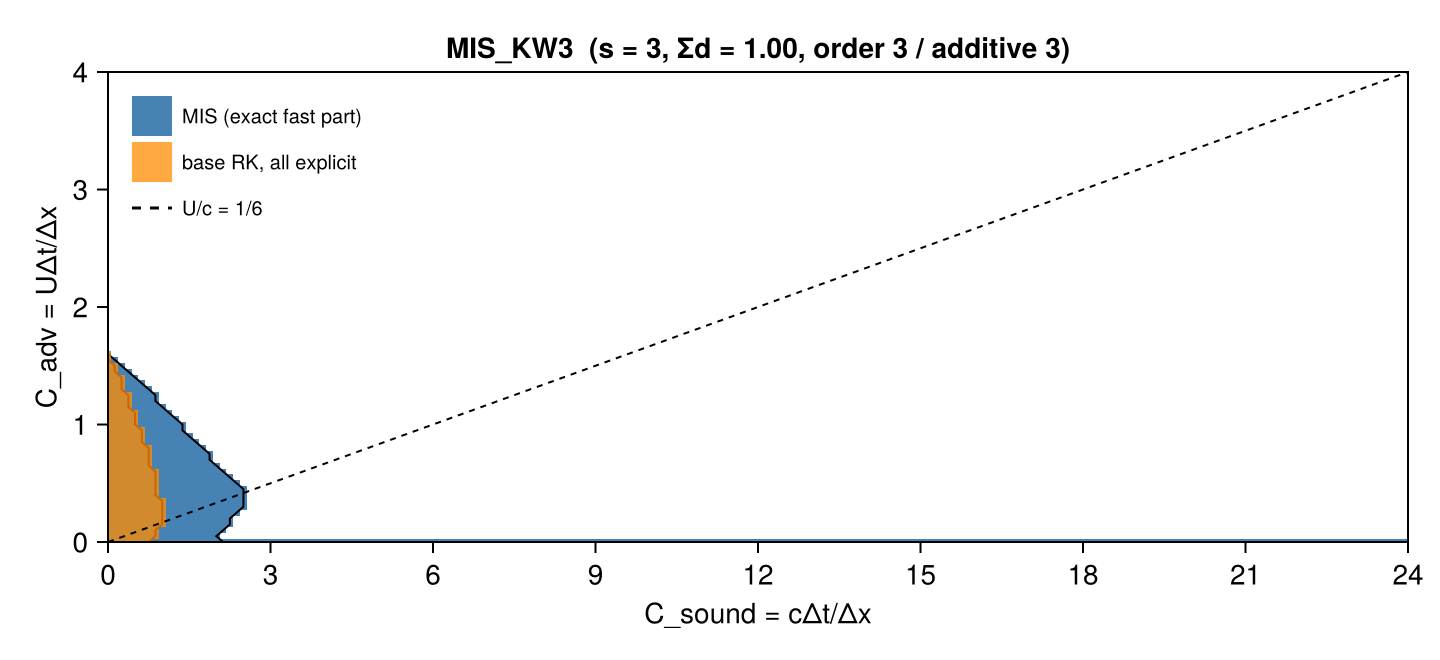 MIS_KW3 (s = 3, Σd = 1.00, order 3 / additive 3)
MIS (exact fast part)
base RK, all explicit
U/c = 1/6
C_adv = UΔt/Δx
4
3
2
1
0
0 3 6 9 12 15 18 21 24
C_sound = cΔt/Δx